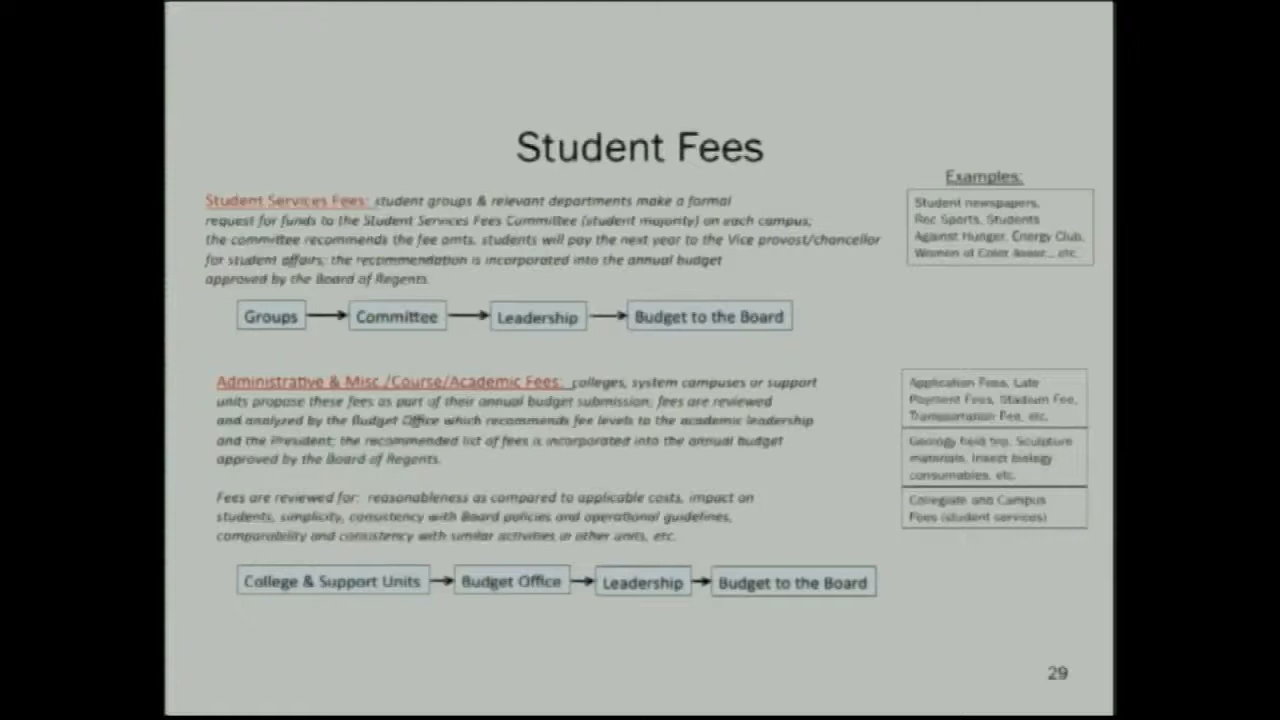 Student Fees
Student Services Fees: student groups & relevant departments make a formal
request for funds to the Student Services Fees Committee (student majority) on each campus;
the committee recommends the fee amts. students will pay the next year to the Vice provost/chancellor
for student affairs; the recommendation is incorporated into the annual budget
approved by the Board of Regents.
Examples:
Student newspapers,
Rec Sports, Students
Against Hunger, Energy Club,
Women of Color etc.
Groups
Committee
Leadership
Budget to the Board
Administrative & Misc./Course/Academic Fees: colleges, system campuses or support
units propose these fees as part of their annual budget submission; fees are reviewed
and analyzed by the Budget Office which recommends fee levels to the academic leadership
and the President; the recommended list of fees is incorporated into the annual budget
approved by the Board of Regents.
Application Fees, Late
Payment Fees, Stadium Fee,
Transportation Fee, etc.
Geology field trip, Sculpture
materials, Insect biology
consumables, etc.
Collegiate and Campus
Fees (student services)
Fees are reviewed for: reasonableness as compared to applicable costs, impact on
students, simplicity, consistency with Board policies and operational guidelines,
comparability and consistency with similar activities in other units, etc.
College & Support Units
Budget Office
Leadership
Budget to the Board
29